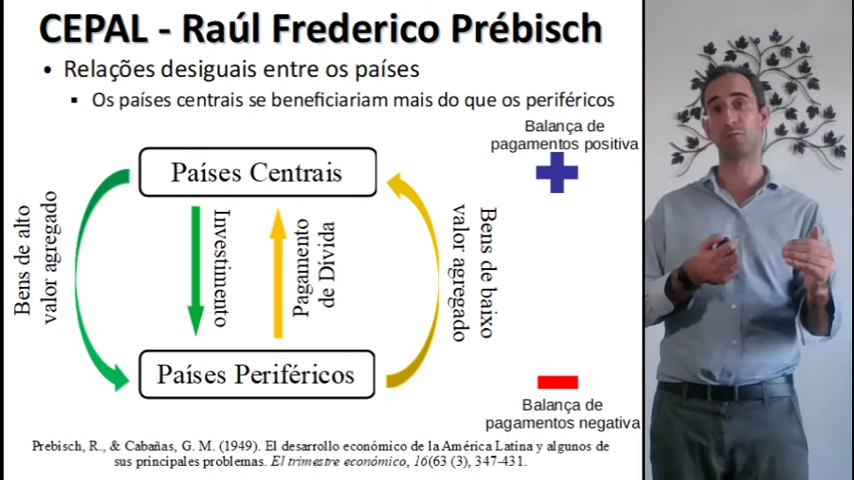 CEPAL - Raúl Frederico Prébisch
• Relações desiguais entre os países
▪ Os países centrais se beneficiariam mais do que os periféricos
Balança de
pagamentos positiva
Países Centrais
Bens de alto
valor agregado
Investimento
Pagamento
de Dívida
Bens de baixo
valor agregado
Países Periféricos
Balança de
pagamentos negativa
Prebisch, R., & Cabañas, G. M. (1949). El desarrollo económico de la América Latina y algunos de
sus principales problemas. El trimestre económico, 16(63 (3), 347-431.